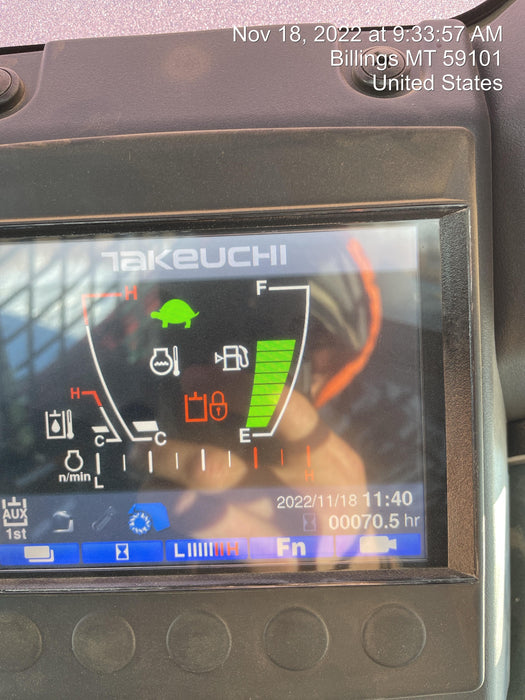 Nov 18, 2022 at 9:33:57 AM
Billings MT 59101
United States
TAKEUCHI
H
F
H
C
C
E
n/min
L
H
AUX
1st
2022/11/18 11:40
00070.5 hr
L H
Fn